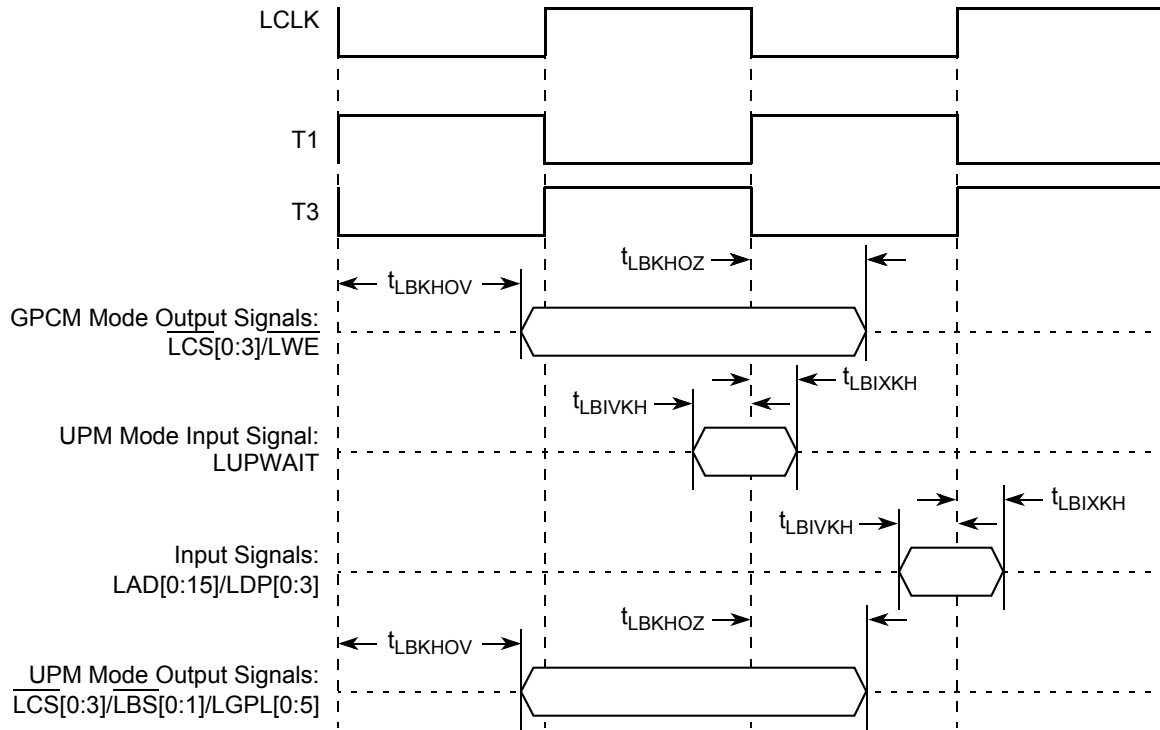 LCLK
T1
T3
tLBKHOZ
tLBKHOV
GPCM Mode Output Signals:
LCS[0:3]/LWE
tLBIXKH
tLBIVKH
UPM Mode Input Signal:
LUPWAIT
tLBIXKH
tLBIVKH
Input Signals:
LAD[0:15]/LDP[0:3]
tLBKHOZ
tLBKHOV
UPM Mode Output Signals:
LCS[0:3]/LBS[0:1]/LGPL[0:5]